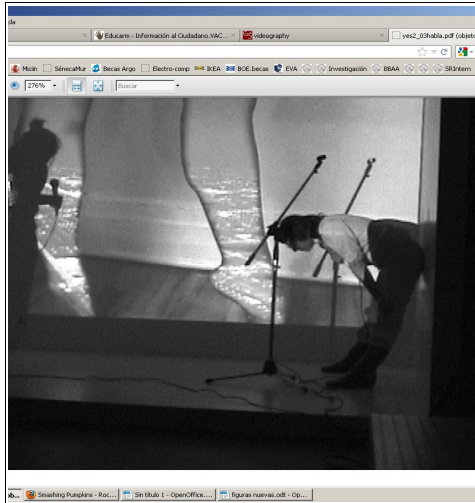 da
Educarm - Información al Ciudadano.VAC... × videography × yes2_03habla.pdf (objeto
Micin SénecaMur Becas Argo Electro-comp IKEA BOE.becas EVA Investigación BBAA SRIntern
276% Buscar
ob... Smashing Pumpkins - Roc... Sin título 1 - OpenOffice.... figuras nuevas.odt - Op...